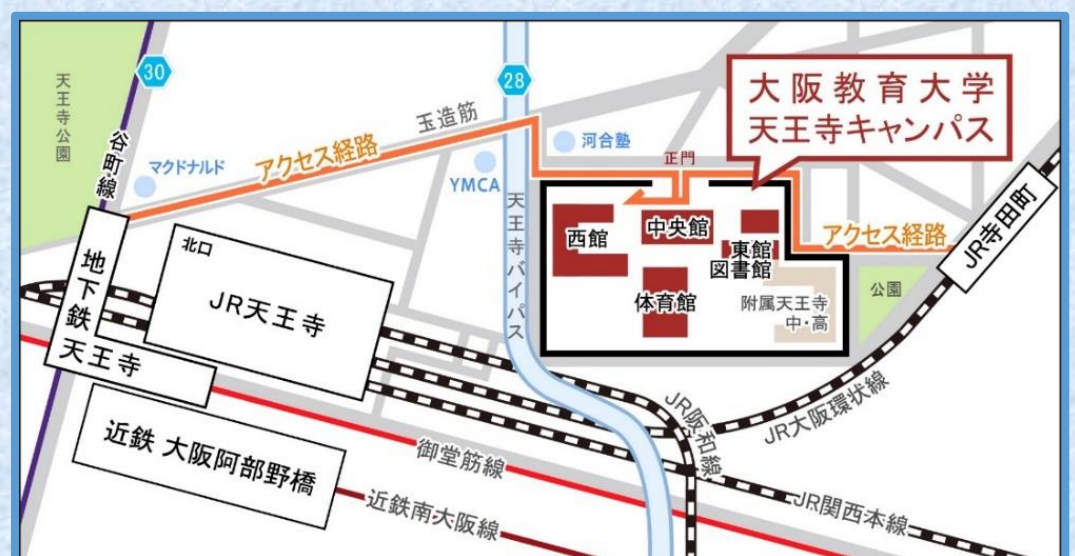 30
28
大阪教育大学
天王寺キャンパス
天王寺公園
谷町線
マクドナルド
アクセス経路
玉造筋
YMCA
河合塾
正門
西館
中央館
東館
図書館
体育館
附属天王寺
中・高
アクセス経路
公園
JR寺田町
天王寺バイパス
北口
JR天王寺
地下鉄
天王寺
近鉄 大阪阿部野橋
御堂筋線
近鉄南大阪線
JR阪和線
JR大阪環状線
JR関西本線